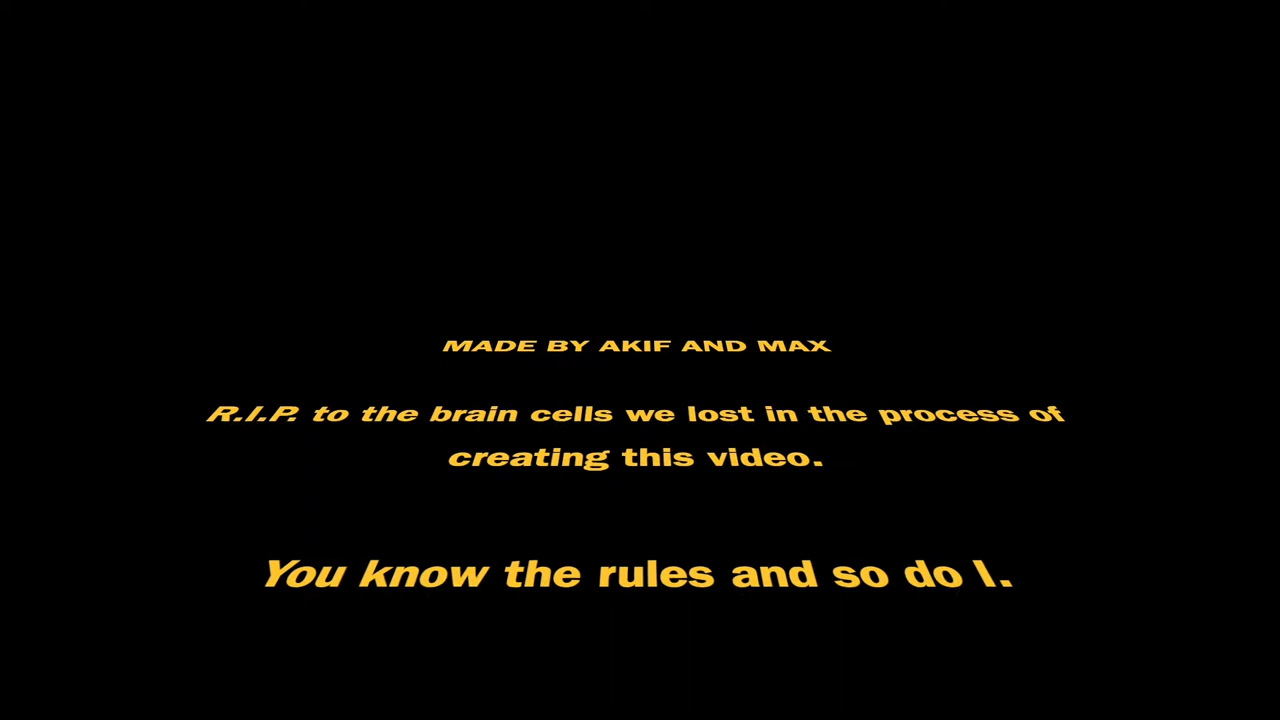 MADE BY AKIF AND MAX
R.I.P. to the brain cells we lost in the process of
creating this video.
You know the rules and so do I.